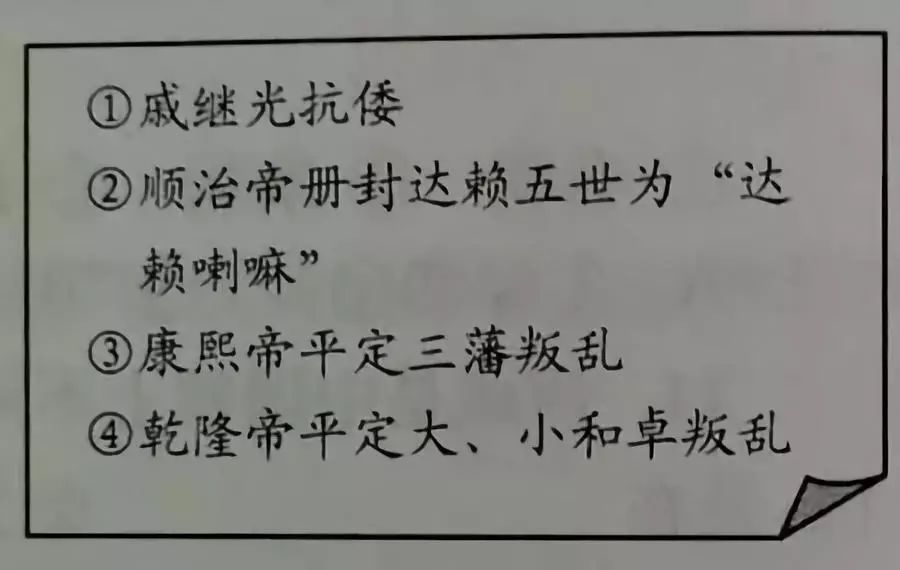 ①戚继光抗倭
②顺治帝册封达赖五世为“达
赖喇嘛”
③康熙帝平定三藩叛乱
④乾隆帝平定大、小和卓叛乱